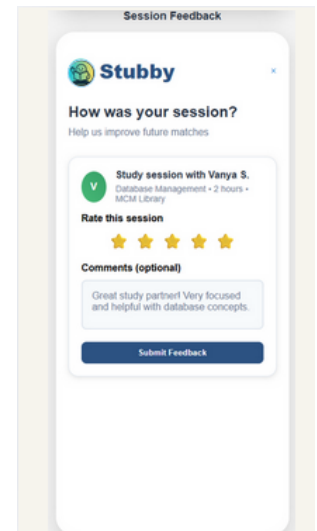 Session Feedback
Stubby
×
How was your session?
Help us improve future matches
V
Study session with Vanya S.
Database Management • 2 hours •
MCM Library
Rate this session
Comments (optional)
Great study partner! Very focused
and helpful with database concepts.
Submit Feedback